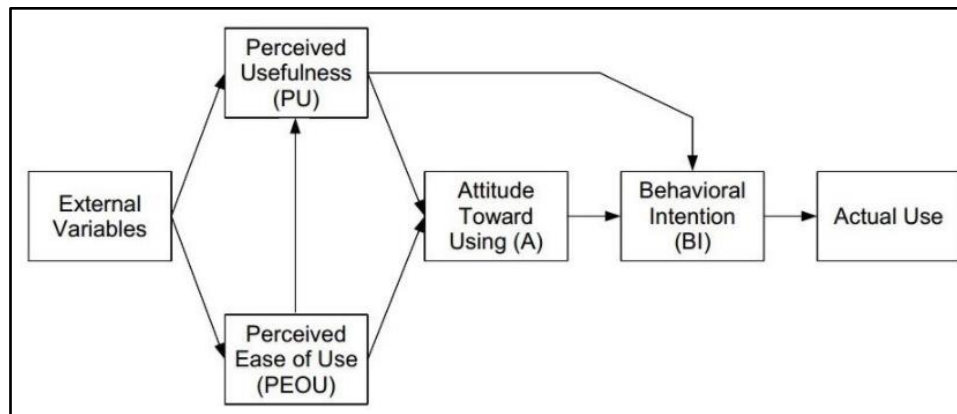 Perceived
Usefulness
(PU)
External
Variables
Attitude
Toward
Using (A)
Behavioral
Intention
(BI)
Actual Use
Perceived
Ease of Use
(PEOU)